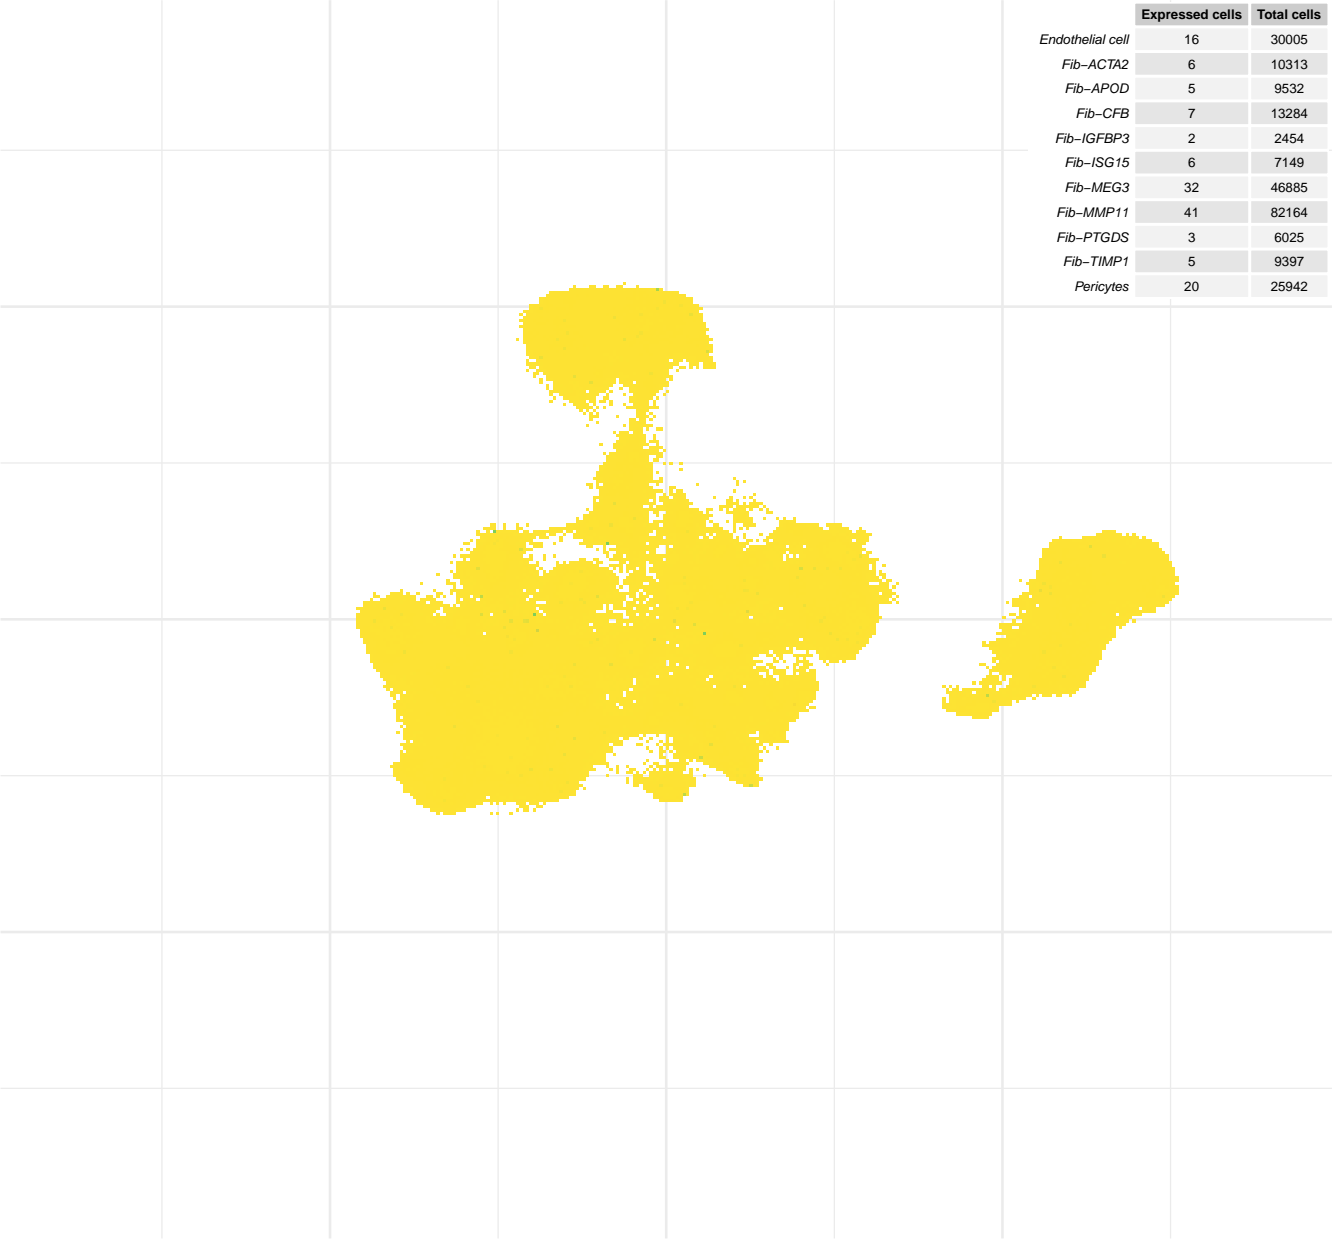 Expressed cells Total cells
Endothelial cell 16 30005
Fib−ACTA2 6 10313
Fib−APOD 5 9532
Fib−CFB 7 13284
Fib−IGFBP3 2 2454
Fib−ISG15 6 7149
Fib−MEG3 32 46885
Fib−MMP11 41 82164
Fib−PTGDS 3 6025
Fib−TIMP1 5 9397
Pericytes 20 25942